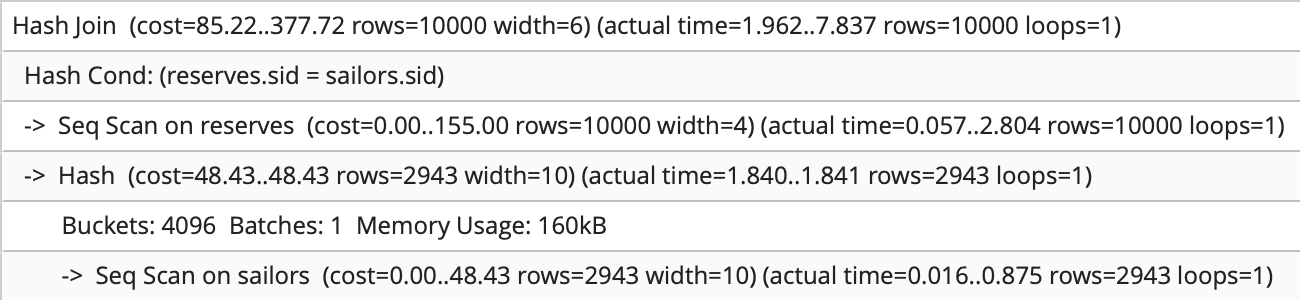 Hash Join  (cost=85.22..377.72 rows=10000 width=6) (actual time=1.962..7.837 rows=10000 loops=1)
Hash Cond: (reserves.sid = sailors.sid)
->  Seq Scan on reserves  (cost=0.00..155.00 rows=10000 width=4) (actual time=0.057..2.804 rows=10000 loops=1)
->  Hash  (cost=48.43..48.43 rows=2943 width=10) (actual time=1.840..1.841 rows=2943 loops=1)
Buckets: 4096  Batches: 1  Memory Usage: 160kB
->  Seq Scan on sailors  (cost=0.00..48.43 rows=2943 width=10) (actual time=0.016..0.875 rows=2943 loops=1)